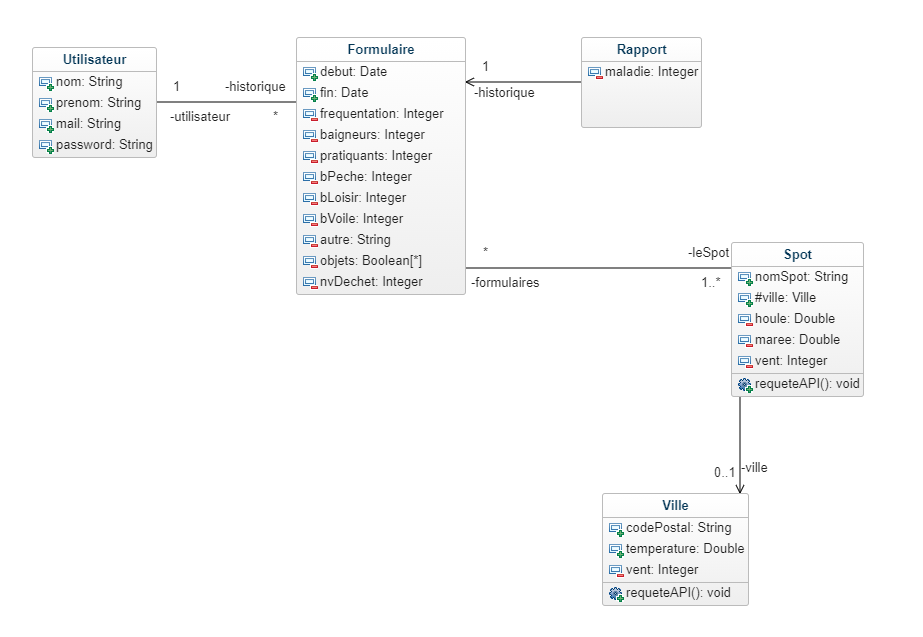 Utilisateur
nom: String
prenom: String
mail: String
password: String
1
-historique
-utilisateur
*
Formulaire
debut: Date
fin: Date
frequentation: Integer
baigneurs: Integer
pratiquants: Integer
bPeche: Integer
bLoisir: Integer
bVoile: Integer
autre: String
objets: Boolean[*]
nvDechet: Integer
1
-historique
Rapport
maladie: Integer
*
-leSpot
-formulaires
1..*
Spot
nomSpot: String
#ville: Ville
houle: Double
maree: Double
vent: Integer
requeteAPI(): void
0..1
-ville
Ville
codePostal: String
temperature: Double
vent: Integer
requeteAPI(): void